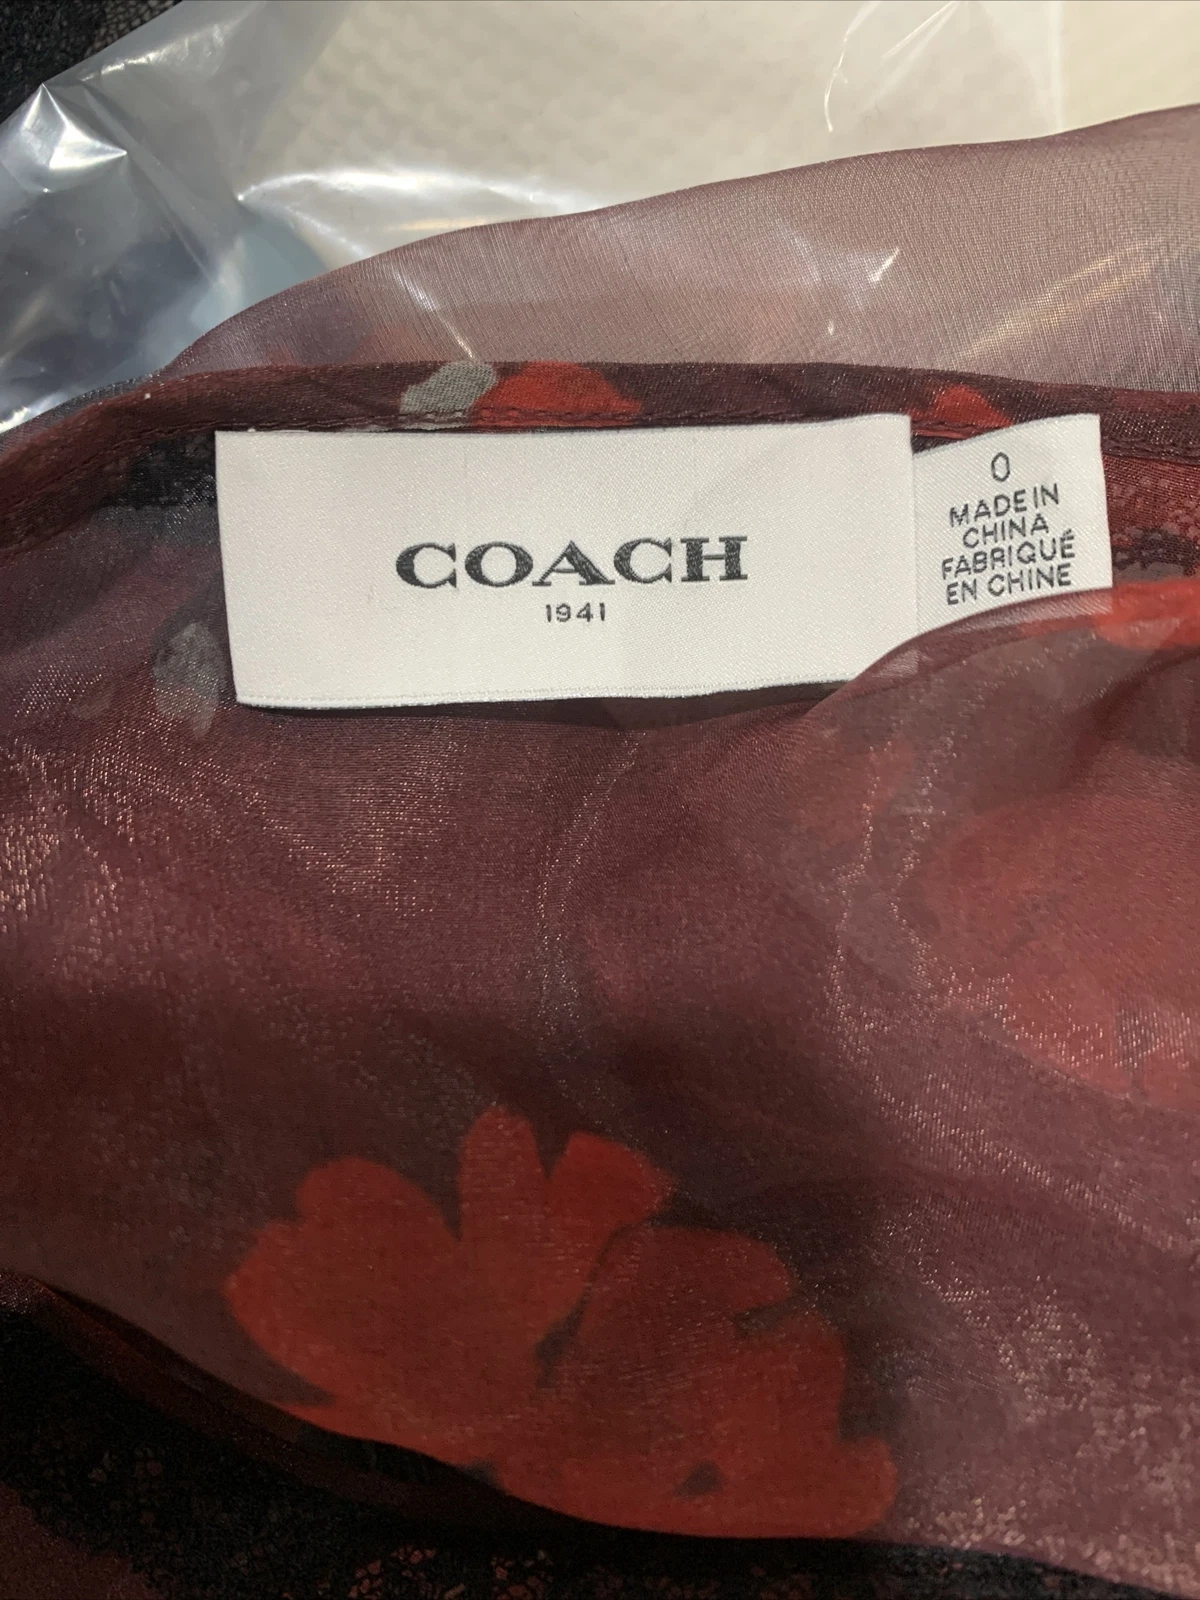 COACH
1941
0
MADE IN
CHINA
FABRIQUÉ
EN CHINE